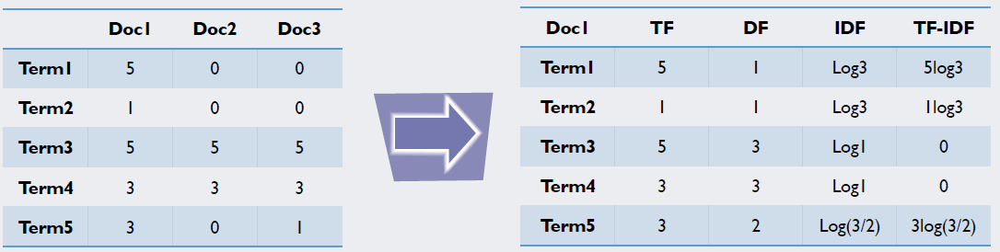 Doc1 Doc2 Doc3
Term1 5 0 0
Term2 1 0 0
Term3 5 5 5
Term4 3 3 3
Term5 3 0 1
Doc1 TF DF IDF TF-IDF
Term1 5 1 Log3 5log3
Term2 1 1 Log3 1log3
Term3 5 3 Log1 0
Term4 3 3 Log1 0
Term5 3 2 Log(3/2) 3log(3/2)